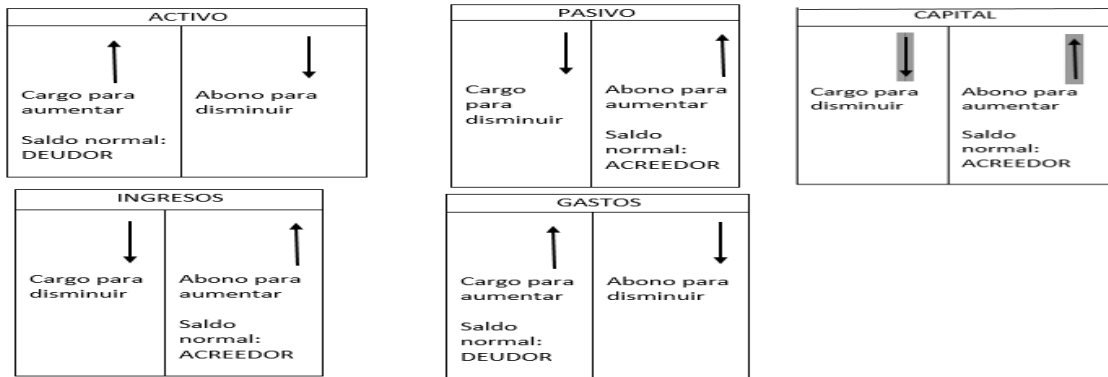 ACTIVO
Cargo para
aumentar
Saldo normal:
DEUDOR
Abono para
disminuir
PASIVO
Cargo
para
disminuir
Abono para
aumentar
Saldo
normal:
ACREEDOR
CAPITAL
Cargo para
disminuir
Abono para
aumentar
Saldo
normal:
ACREEDOR
INGRESOS
Cargo para
disminuir
Abono para
aumentar
Saldo
normal:
ACREEDOR
GASTOS
Cargo para
aumentar
Saldo
normal:
DEUDOR
Abono para
disminuir